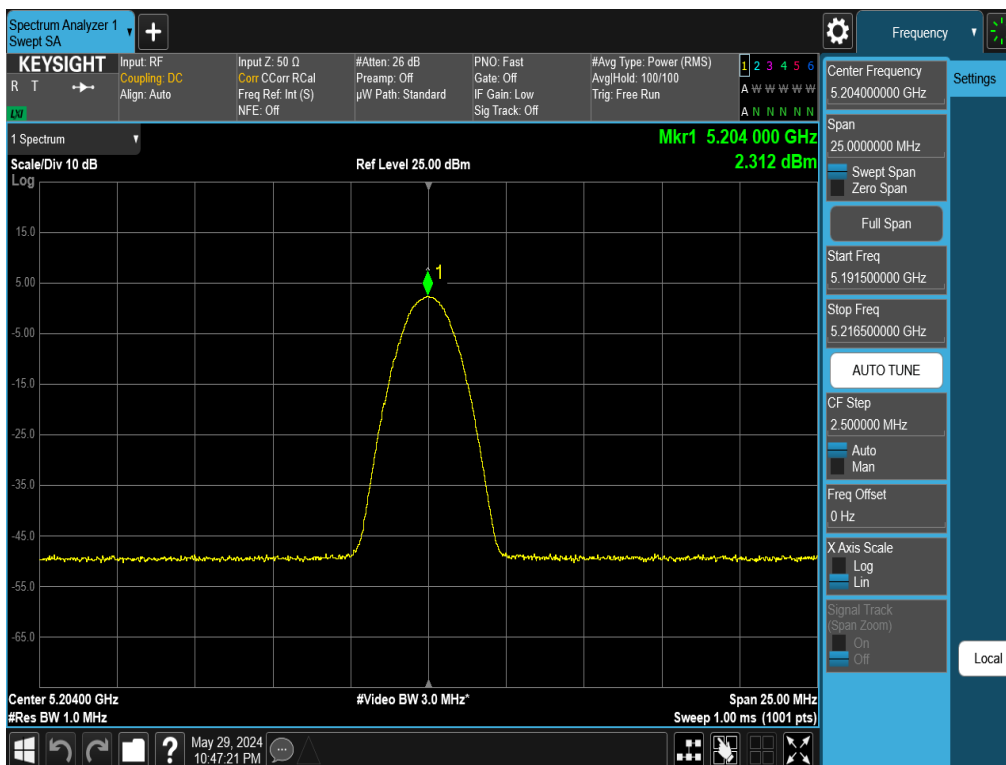 Spectrum Analyzer 1
Swept SA
+
Frequency
KEYSIGHT
R T
LXI
Input: RF
Coupling: DC
Align: Auto
Input Z: 50 Ω
Corr CCorr RCal
Freq Ref: Int (S)
NFE: Off
#Atten: 26 dB
Preamp: Off
µW Path: Standard
PNO: Fast
Gate: Off
IF Gain: Low
Sig Track: Off
#Avg Type: Power (RMS)
Avg|Hold: 100/100
Trig: Free Run
1 2 3 4 5 6
A W W W W W
A N N N N N
1 Spectrum
Scale/Div 10 dB
Log
Ref Level 25.00 dBm
Mkr1 5.204 000 GHz
2.312 dBm
1
15.0
5.00
-5.00
-15.0
-25.0
-35.0
-45.0
-55.0
-65.0
Center 5.20400 GHz
#Res BW 1.0 MHz
#Video BW 3.0 MHz*
Span 25.00 MHz
Sweep 1.00 ms (1001 pts)
Center Frequency
5.204000000 GHz
Span
25.0000000 MHz
Swept Span
Zero Span
Full Span
Start Freq
5.191500000 GHz
Stop Freq
5.216500000 GHz
AUTO TUNE
CF Step
2.500000 MHz
Auto
Man
Freq Offset
0 Hz
X Axis Scale
Log
Lin
Signal Track
(Span Zoom)
On
Off
Settings
Local
?
May 29, 2024
10:47:21 PM